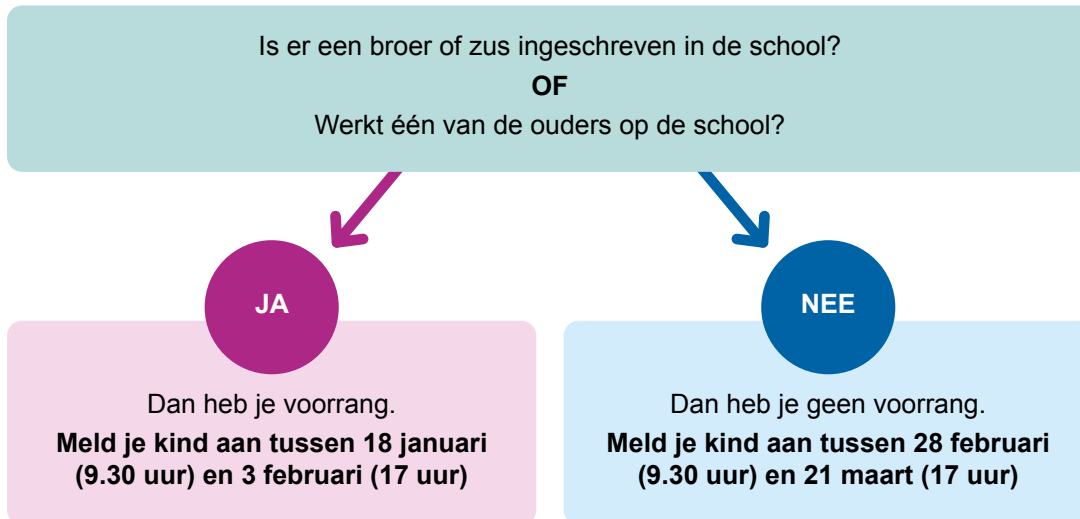 Is er een broer of zus ingeschreven in de school?
OF
Werkt één van de ouders op de school?
JA
Dan heb je voorrang.
Meld je kind aan tussen 18 januari
(9.30 uur) en 3 februari (17 uur)
NEE
Dan heb je geen voorrang.
Meld je kind aan tussen 28 februari
(9.30 uur) en 21 maart (17 uur)